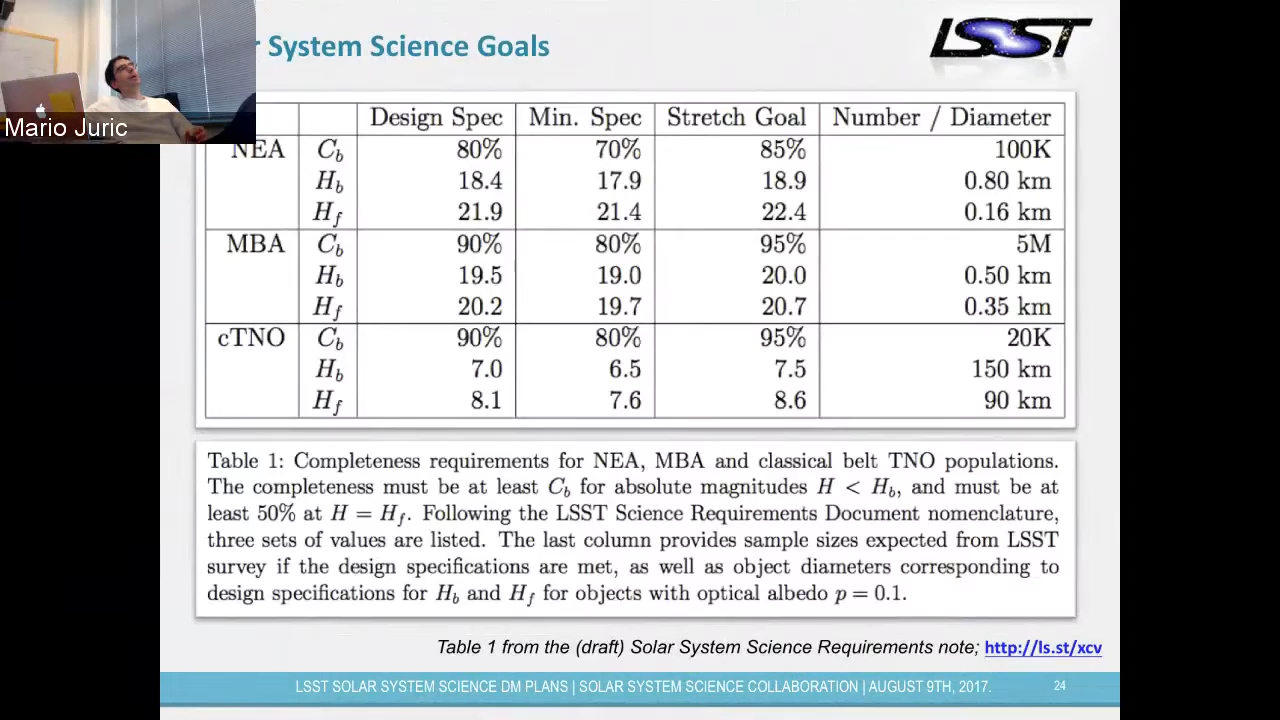 r System Science Goals
LSST
Mario Juric
Design Spec Min. Spec Stretch Goal Number / Diameter
NEA C_b 80% 70% 85% 100K
H_b 18.4 17.9 18.9 0.80 km
H_f 21.9 21.4 22.4 0.16 km
MBA C_b 90% 80% 95% 5M
H_b 19.5 19.0 20.0 0.50 km
H_f 20.2 19.7 20.7 0.35 km
cTNO C_b 90% 80% 95% 20K
H_b 7.0 6.5 7.5 150 km
H_f 8.1 7.6 8.6 90 km
Table 1: Completeness requirements for NEA, MBA and classical belt TNO populations.
The completeness must be at least C_b for absolute magnitudes H < H_b, and must be at
least 50% at H = H_f. Following the LSST Science Requirements Document nomenclature,
three sets of values are listed. The last column provides sample sizes expected from LSST
survey if the design specifications are met, as well as object diameters corresponding to
design specifications for H_b and H_f for objects with optical albedo p = 0.1.
Table 1 from the (draft) Solar System Science Requirements note; http://ls.st/xcv
LSST SOLAR SYSTEM SCIENCE DM PLANS | SOLAR SYSTEM SCIENCE COLLABORATION | AUGUST 9TH, 2017.
24